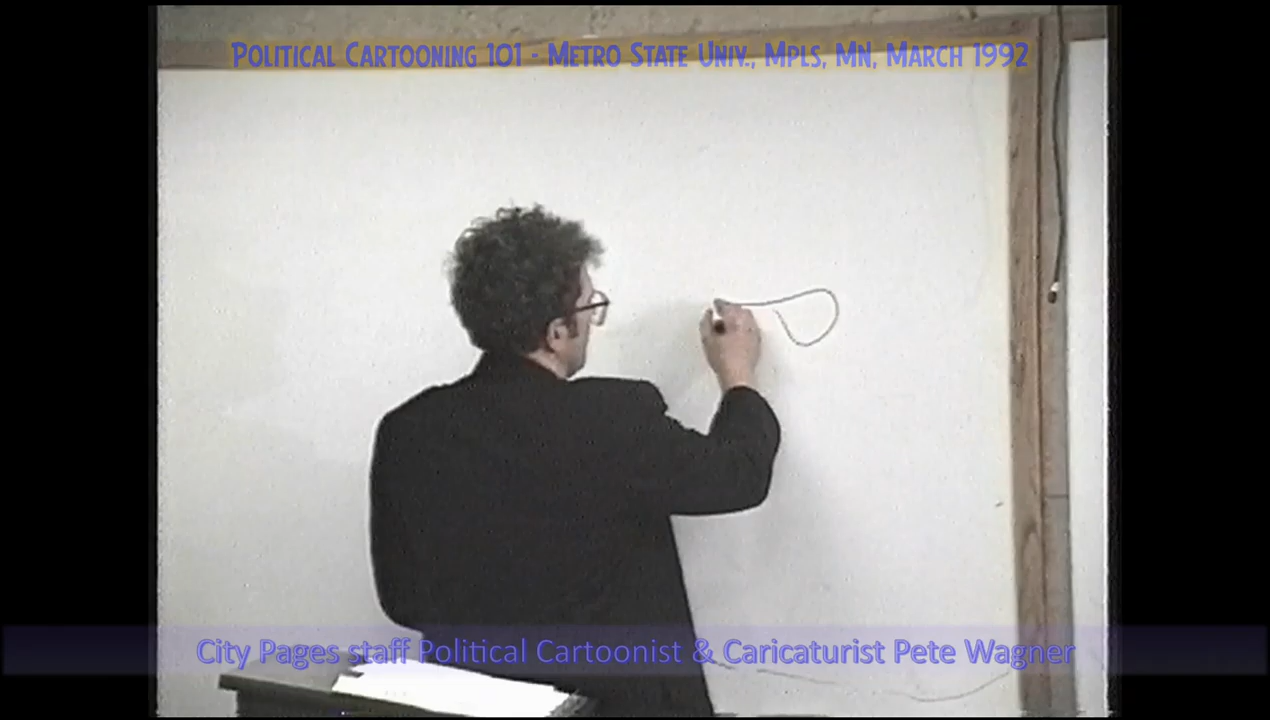 Political Cartooning 101 - Metro State Univ., Mpls, MN, March 1992
City Pages staff Political Cartoonist & Caricaturist Pete Wagner